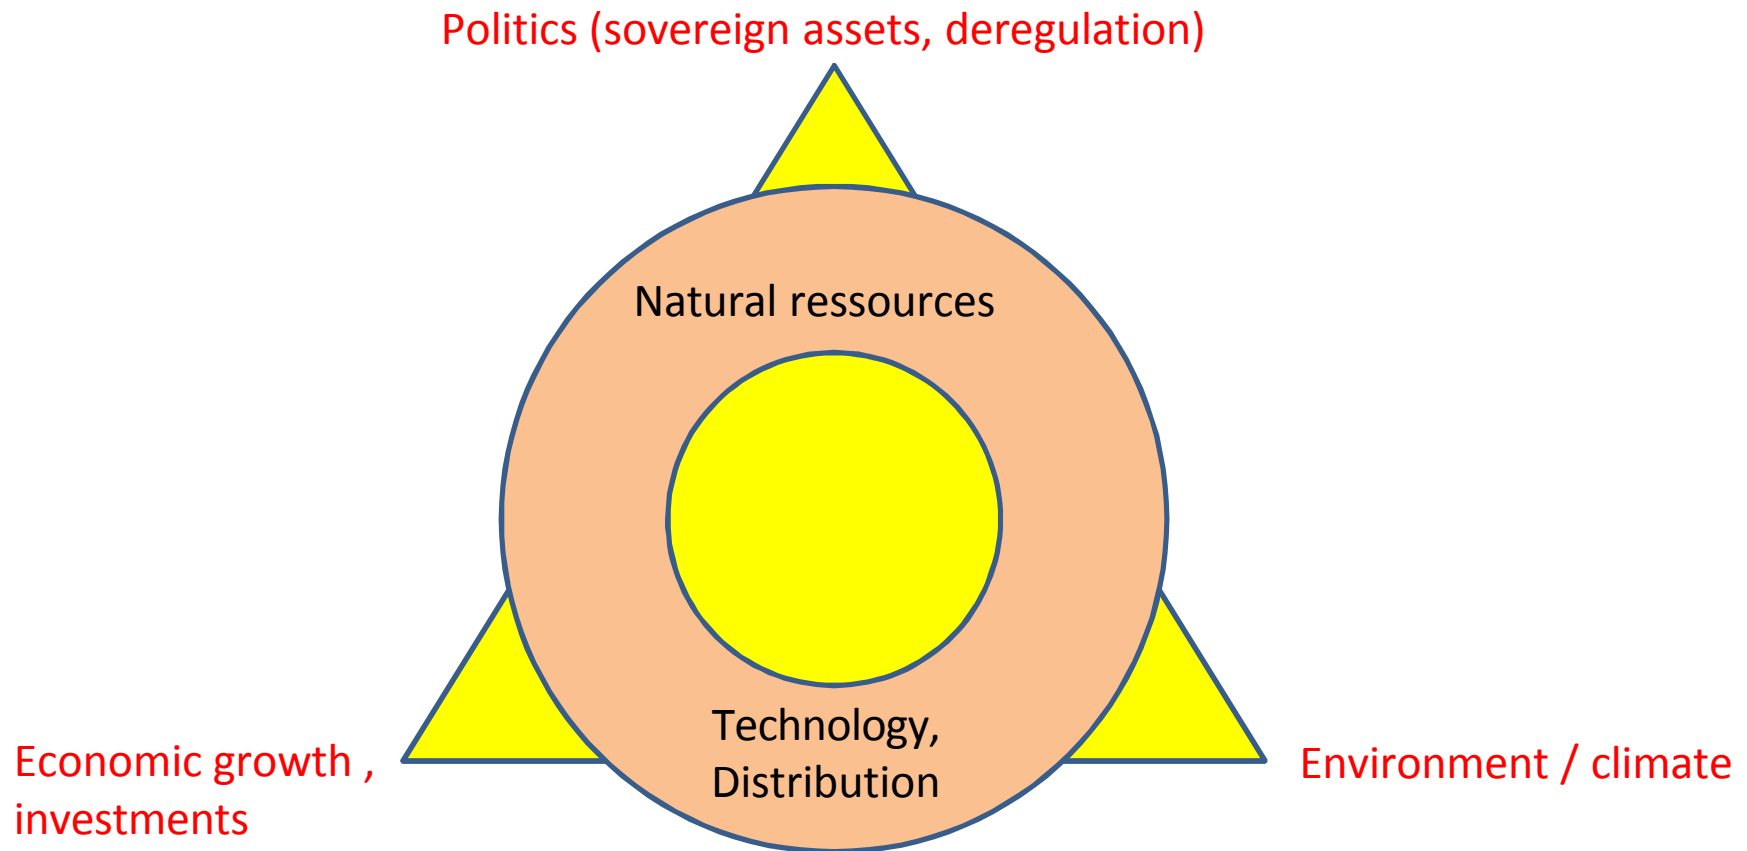 Politics (sovereign assets, deregulation)
Natural ressources
Technology,
Distribution
Economic growth ,
investments
Environment / climate